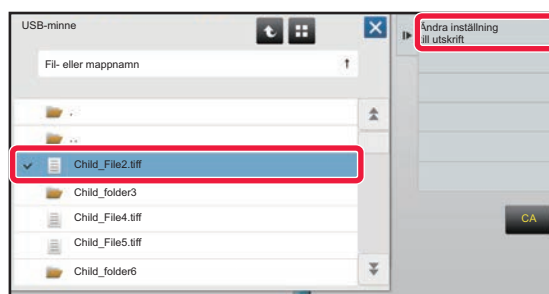 USB-minne
Ändra inställning
till utskrift
Fil- eller mappnamn
.
..
Child_File2.tiff
Child_folder3
Child_File4.tiff
CA
Child_File5.tiff
Child_folder6